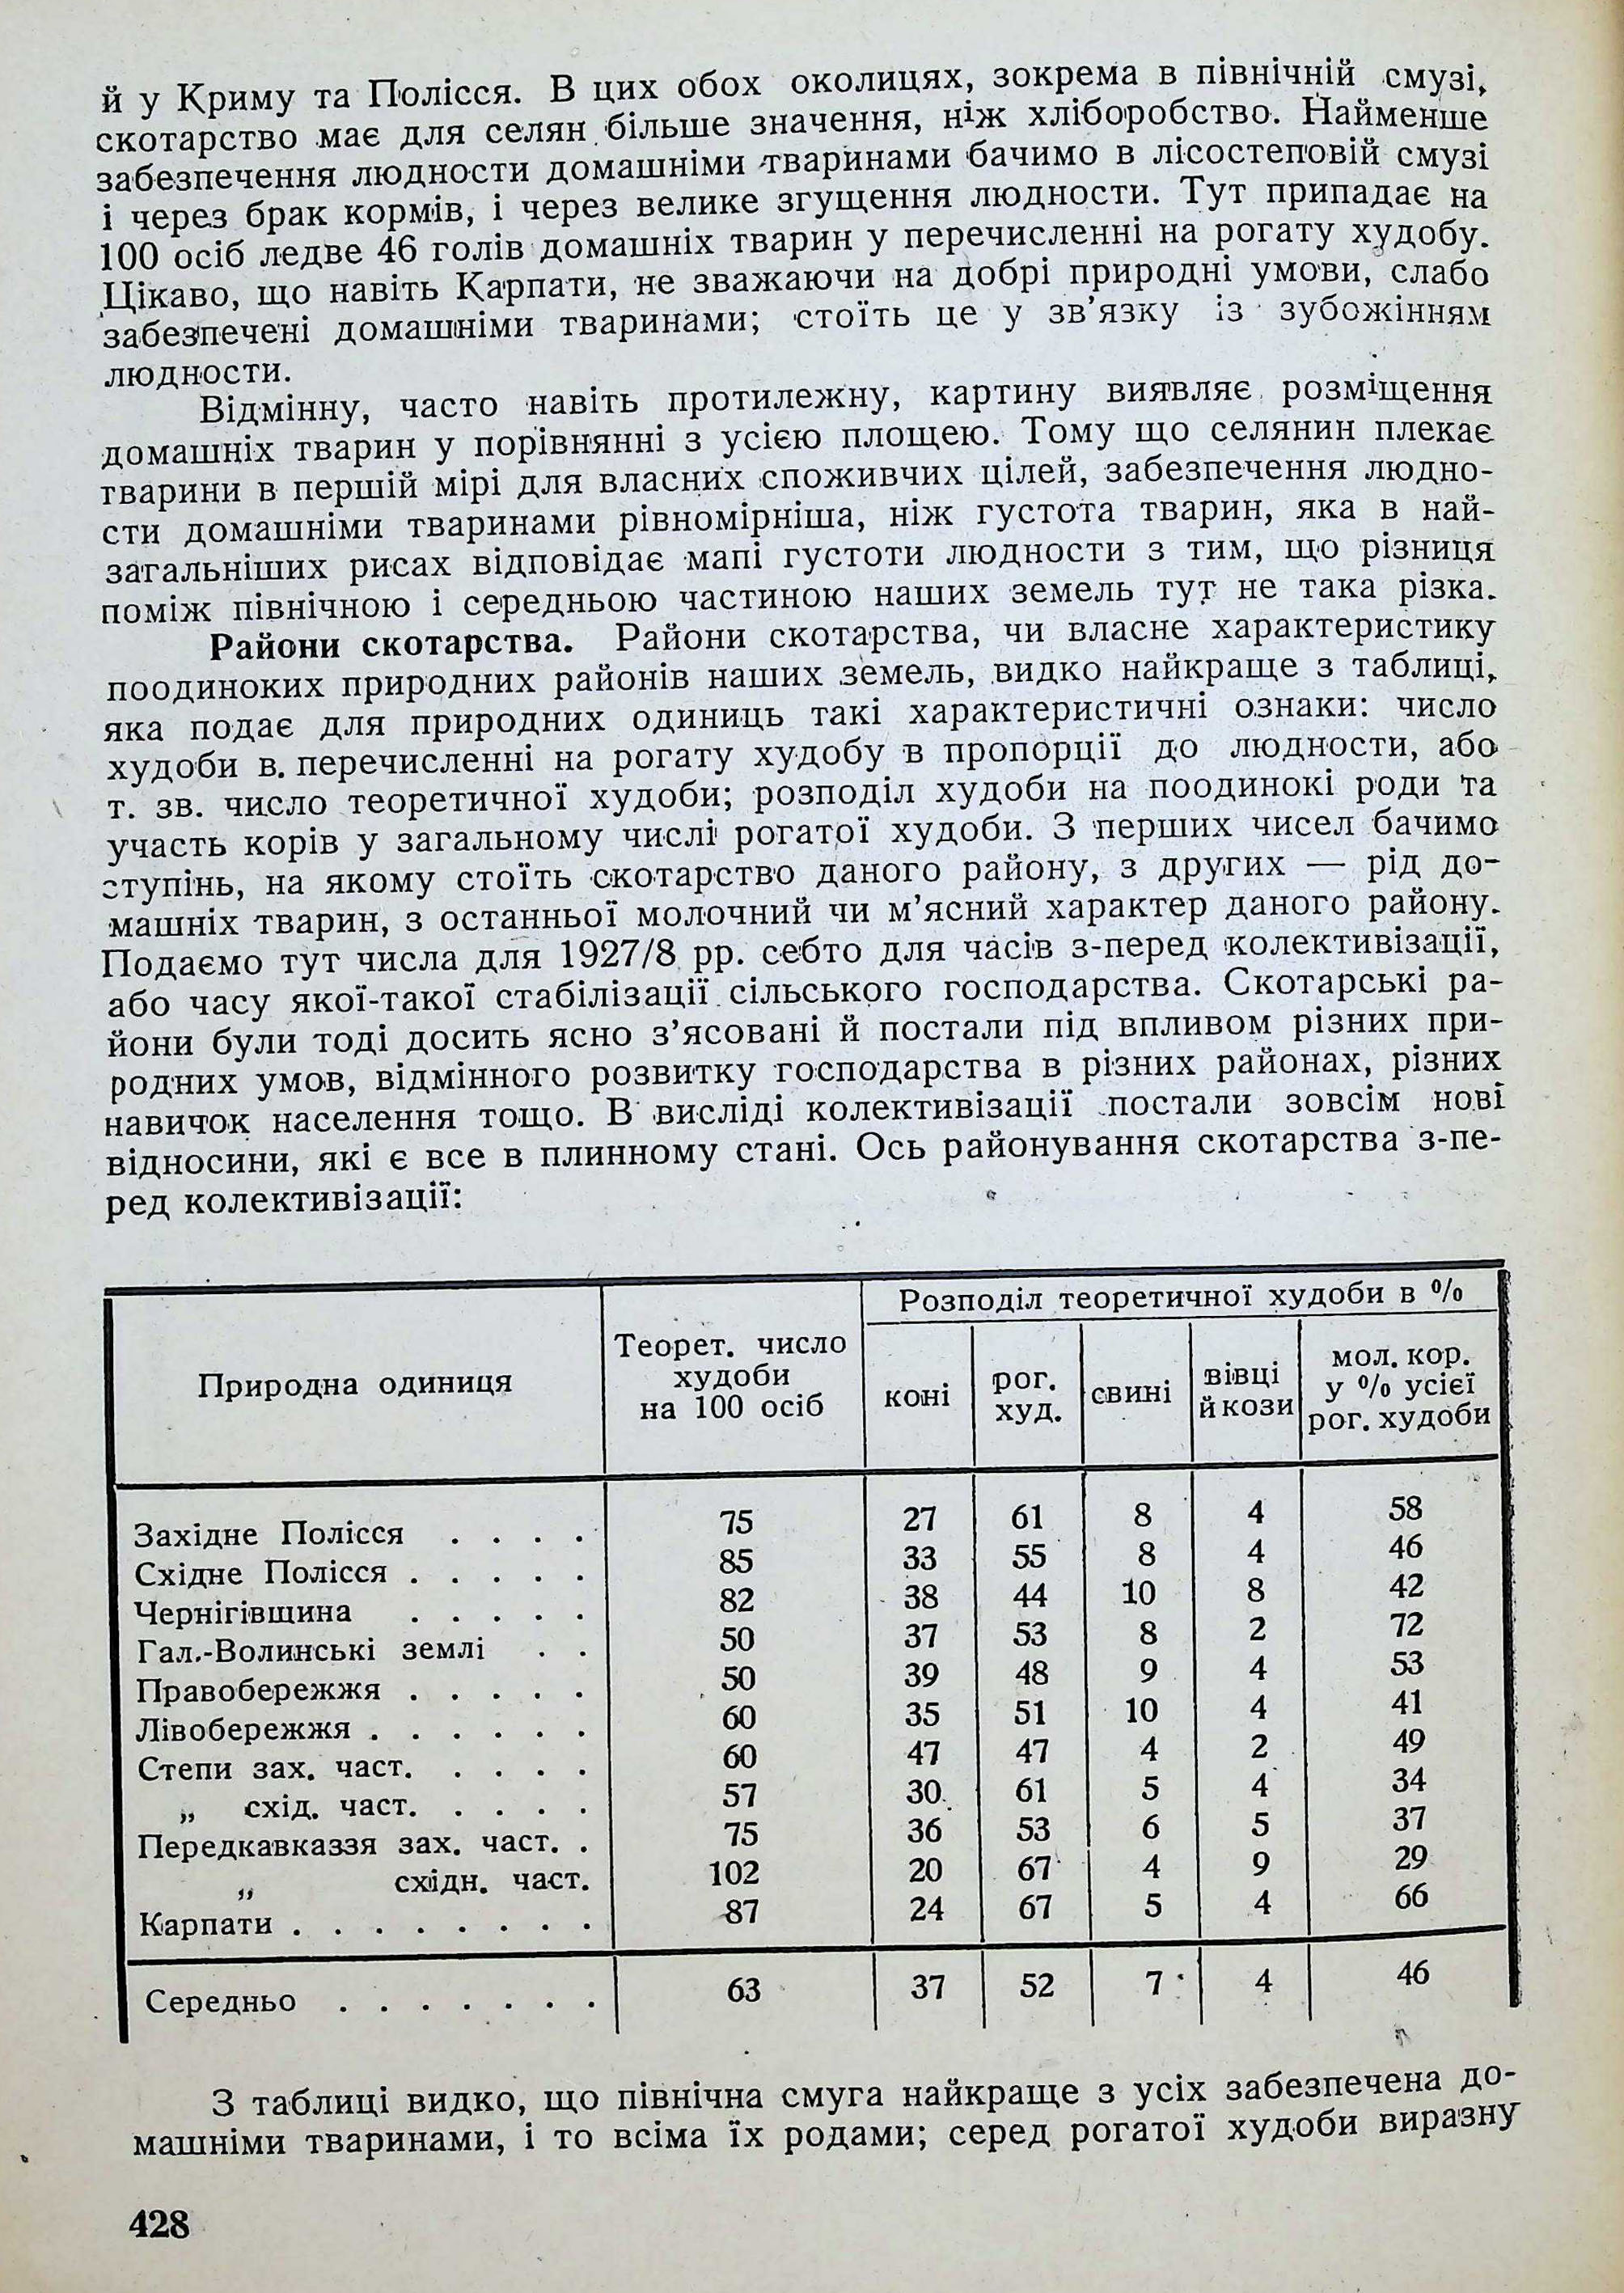 й у Криму та Полісся. В цих обох околицях, зокрема в північній смузі,
скотарство має для селян більше значення, ніж хліборобство. Найменше
забезпечення людности домашніми тваринами бачимо в лісостеповій смузі
і через брак кормів, і через велике згущення людности. Тут припадає на
100 осіб ледве 46 голів домашніх тварин у перечисленні на рогату худобу.
Цікаво, що навіть Карпати, не зважаючи на добрі природні умови, слабо
забезпечені домашніми тваринами; стоїть це у зв’язку із зубожінням
людности.
Відмінну, часто навіть протилежну, картину виявляє розміщення
домашніх тварин у порівнянні з усією площею. Тому що селянин плекає
тварини в першій мірі для власних споживчих цілей, забезпечення людно-
сти домашніми тваринами рівномірніша, ніж густота тварин, яка в най-
загальніших рисах відповідає мапі густоти людности з тим, що різниця
поміж північною і середньою частиною наших земель тут не така різка.
Райони скотарства. Райони скотарства, чи власне характеристику
поодиноких природних районів наших земель, видко найкраще з таблиці,
яка подає для природних одиниць такі характеристичні ознаки: число
худоби в перечисленні на рогату худобу в пропорції до людности, або
т. зв. число теоретичної худоби; розподіл худоби на поодинокі роди та
участь корів у загальному числі рогатої худоби. З перших чисел бачимо
ступінь, на якому стоїть скотарство даного району, з других — рід до-
машніх тварин, з останньої молочний чи м’ясний характер даного району.
Подаємо тут числа для 1927/8 рр. себто для часів з-перед колективізації,
або часу якої-такої стабілізації сільського господарства. Скотарські ра-
йони були тоді досить ясно з’ясовані й постали під впливом різних при-
родних умов, відмінного розвитку господарства в різних районах, різних
навичок населення тощо. В висліді колективізації постали зовсім нові
відносини, які є все в плинному стані. Ось районування скотарства з-пе-
ред колективізації:
Природна одиниця
Теорет. число
худоби
на 100 осіб
Розподіл теоретичної худоби в %
коні
рог.
худ.
свині
вівці
й кози
мол. кор.
у % усієї
рог. худоби
Західне Полісся . . . . 75 27 61 8 4 58
Східне Полісся . . . . . 85 33 55 8 4 46
Чернігівщина . . . . . 82 38 44 10 8 42
Гал.-Волинські землі . . 50 37 53 8 2 72
Правобережжя . . . . . 50 39 48 9 4 53
Лівобережжя . . . . . . 60 35 51 10 4 41
Степи зах. част. . . . . 60 47 47 4 2 49
„ схід. част. . . . . 57 30 61 5 4 34
Передкавказзя зах. част. . 75 36 53 6 5 37
„ східн. част. 102 20 67 4 9 29
Карпати . . . . . . . . 87 24 67 5 4 66
Середньо . . . . . . . 63 37 52 7 4 46
З таблиці видко, що північна смуга найкраще з усіх забезпечена до-
машніми тваринами, і то всіма їх родами; серед рогатої худоби виразну
428